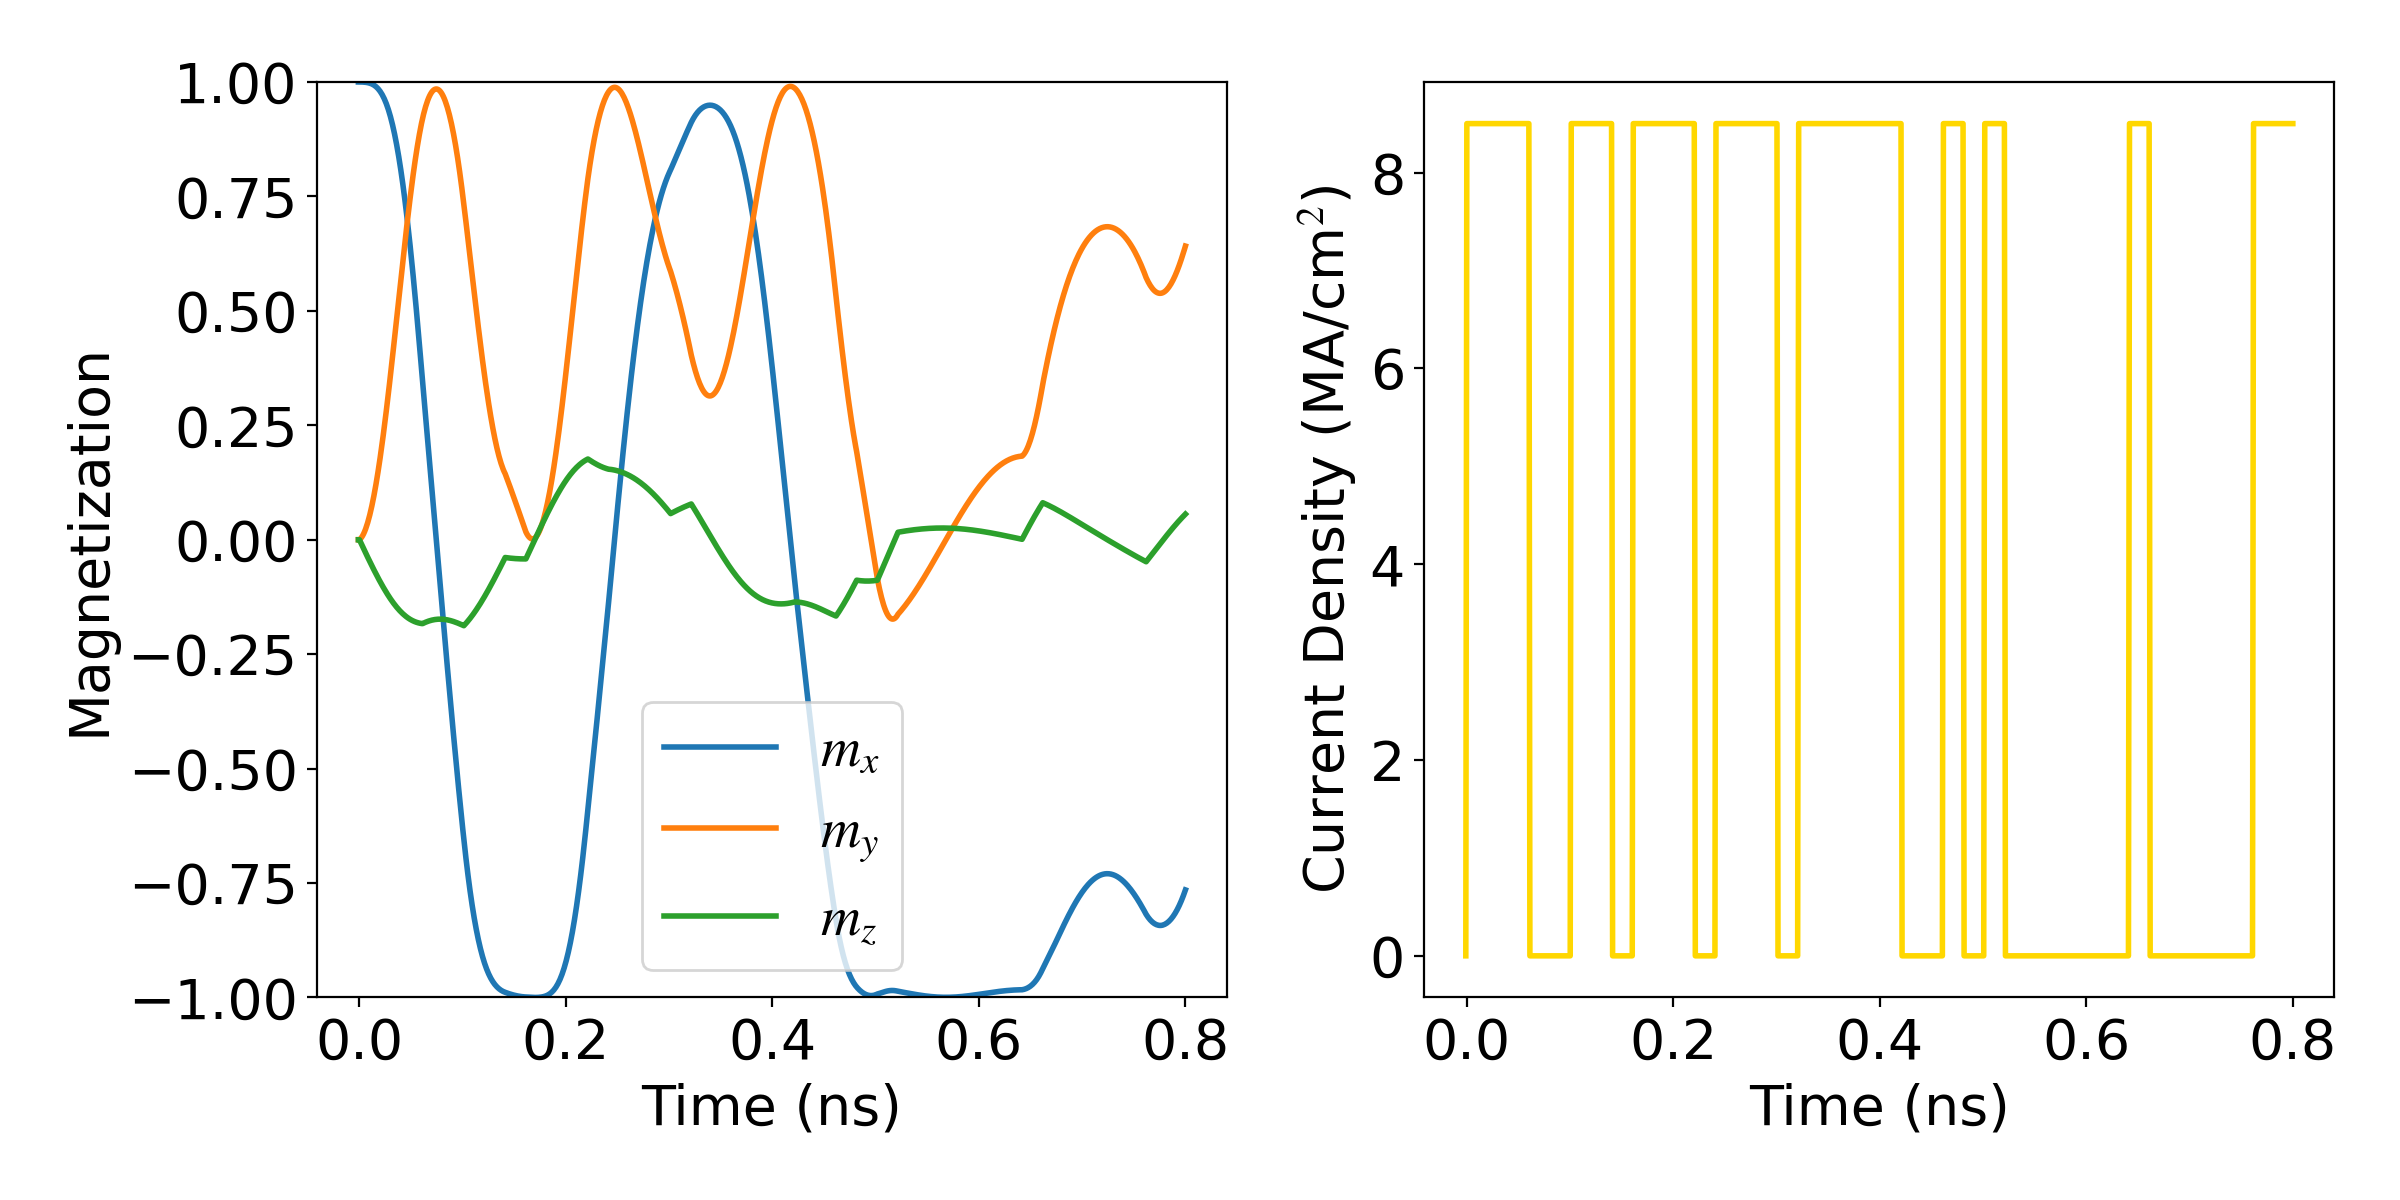 Magnetization
1.00
0.75
0.50
0.25
0.00
−0.25
−0.50
−0.75
−1.00
0.0 0.2 0.4 0.6 0.8
Time (ns)
m_x
m_y
m_z
Current Density (MA/cm²)
8
6
4
2
0
0.0 0.2 0.4 0.6 0.8
Time (ns)